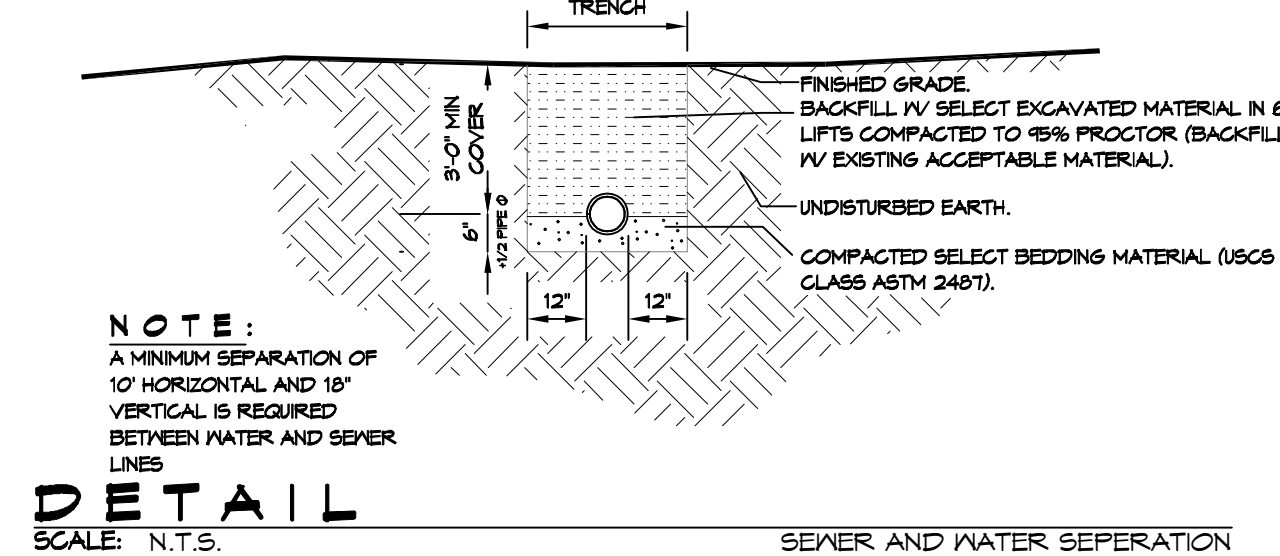 TRENCH
FINISHED GRADE.
BACKFILL W/ SELECT EXCAVATED MATERIAL IN 6
LIFTS COMPACTED TO 95% PROCTOR (BACKFILL
W/ EXISTING ACCEPTABLE MATERIAL).
3'-0" MIN
COVER
UNDISTURBED EARTH.
6"
+1/2 PIPE Φ
COMPACTED SELECT BEDDING MATERIAL (USCS
CLASS ASTM 2487).
12" 12"
NOTE:
A MINIMUM SEPARATION OF
10' HORIZONTAL AND 18"
VERTICAL IS REQUIRED
BETWEEN WATER AND SEWER
LINES
DETAIL
SCALE: N.T.S. SEWER AND WATER SEPERATION